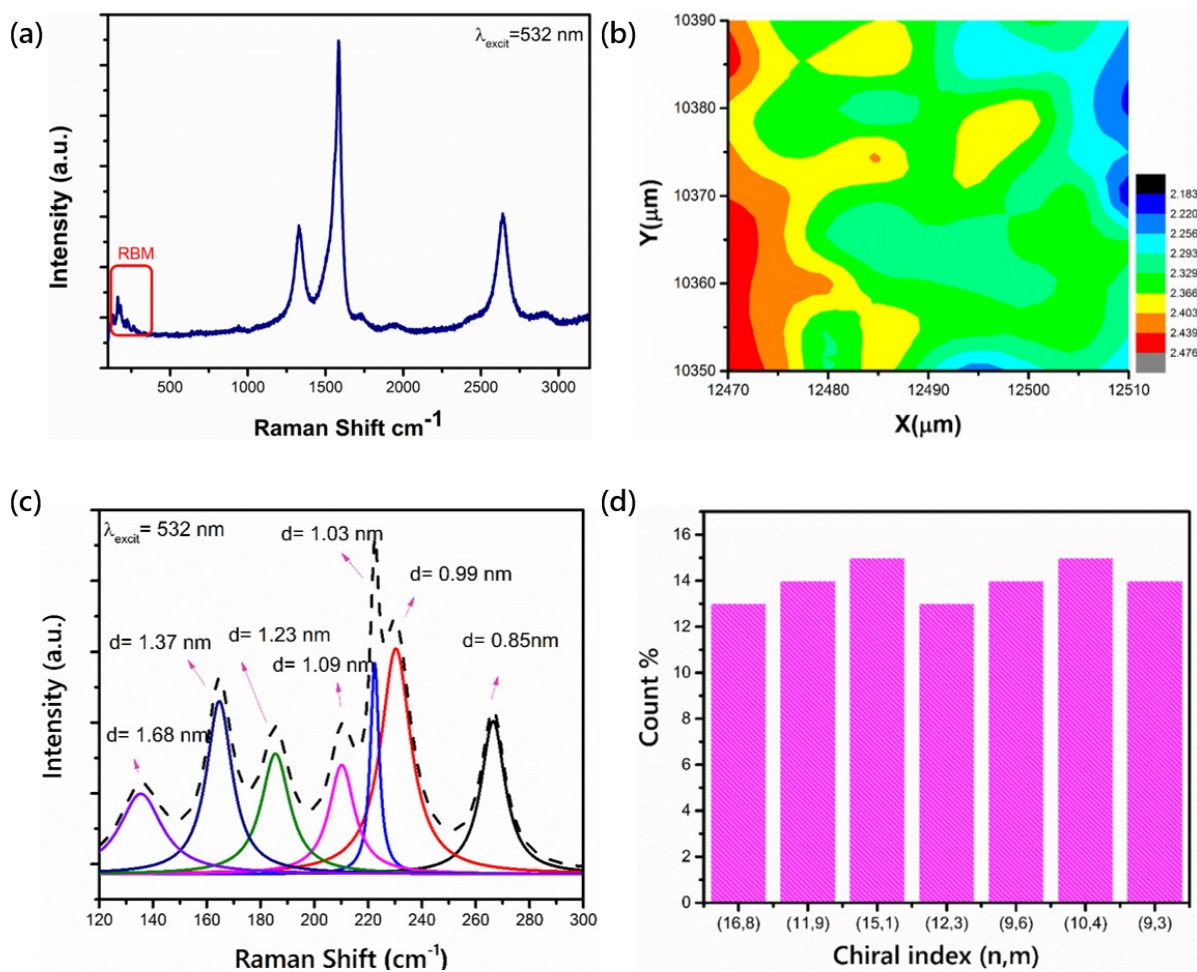 (a)
λexcit=532 nm
RBM
Intensity (a.u.)
500 1000 1500 2000 2500 3000
Raman Shift cm-1
(b)
10390
10380
10370
10360
10350
Y(μm)
12470 12480 12490 12500 12510
X(μm)
2.183
2.220
2.256
2.293
2.329
2.366
2.403
2.439
2.476
(c)
λexcit= 532 nm
d= 1.03 nm
d= 0.99 nm
d= 1.37 nm
d= 1.23 nm
d= 1.09 nm
d= 0.85nm
d= 1.68 nm
Intensity (a.u.)
120 140 160 180 200 220 240 260 280 300
Raman Shift (cm-1)
(d)
16
14
12
10
8
6
4
2
0
Count %
(16,8) (11,9) (15,1) (12,3) (9,6) (10,4) (9,3)
Chiral index (n,m)